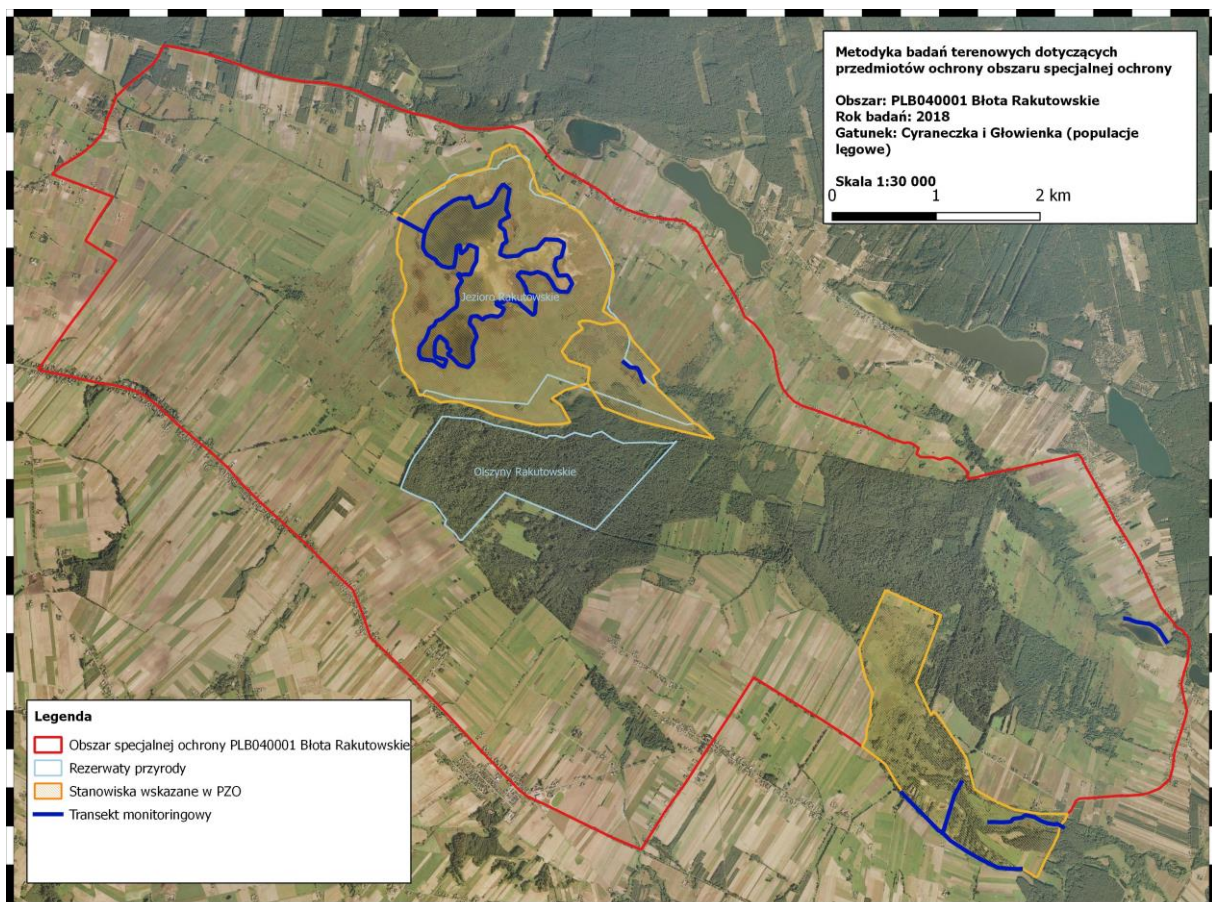 Metodyka badań terenowych dotyczących
przedmiotów ochrony obszaru specjalnej ochrony
Obszar: PLB040001 Błota Rakutowskie
Rok badań: 2018
Gatunek: Cyraneczka i Głowienka (populacje
lęgowe)
Skala 1:30 000
0 1 2 km
Jezioro Rakutowskie
Olszyny Rakutowskie
Legenda
Obszar specjalnej ochrony PLB040001 Błota Rakutowskie
Rezerwaty przyrody
Stanowiska wskazane w PZO
Transekt monitoringowy